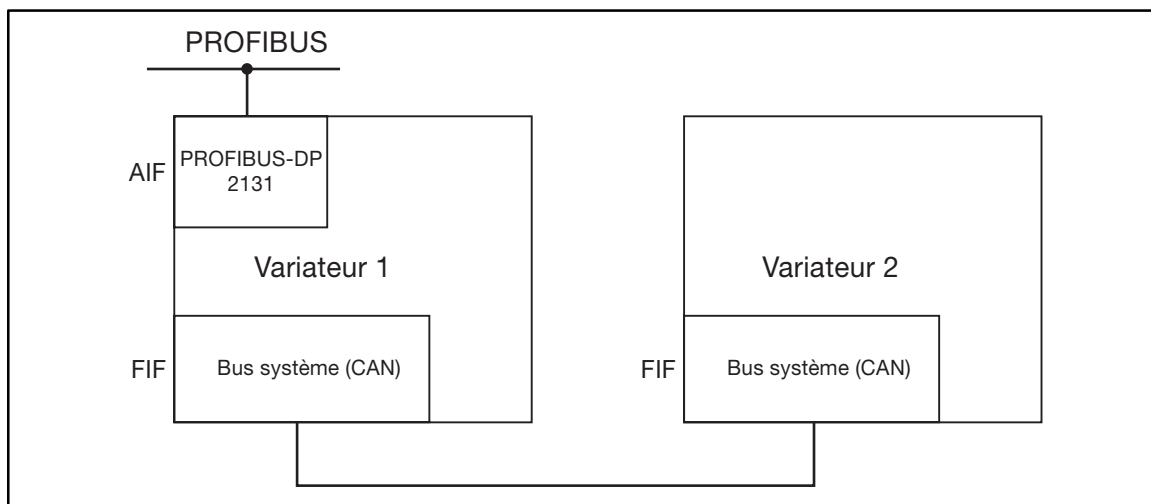 PROFIBUS
AIF
PROFIBUS-DP
2131
Variateur 1
Variateur 2
FIF
Bus système (CAN)
FIF
Bus système (CAN)